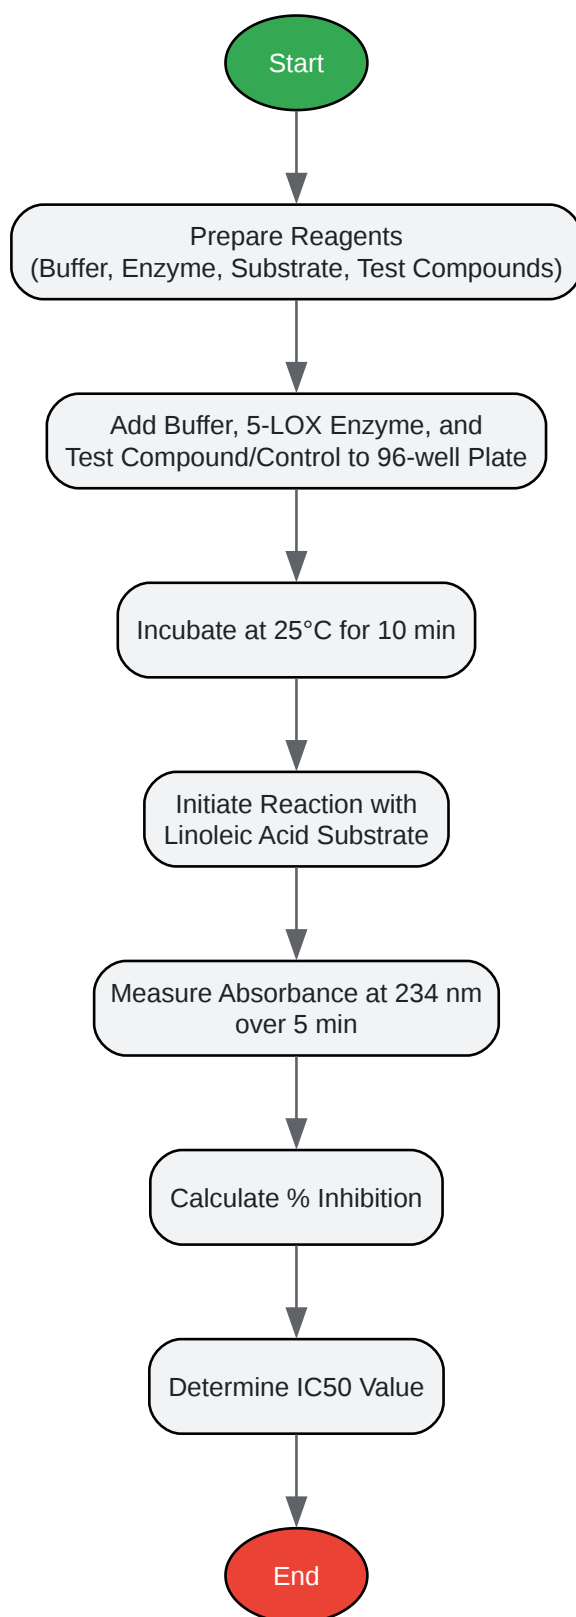 Start
Prepare Reagents
(Buffer, Enzyme, Substrate, Test Compounds)
Add Buffer, 5-LOX Enzyme, and
Test Compound/Control to 96-well Plate
Incubate at 25°C for 10 min
Initiate Reaction with
Linoleic Acid Substrate
Measure Absorbance at 234 nm
over 5 min
Calculate % Inhibition
Determine IC50 Value
End